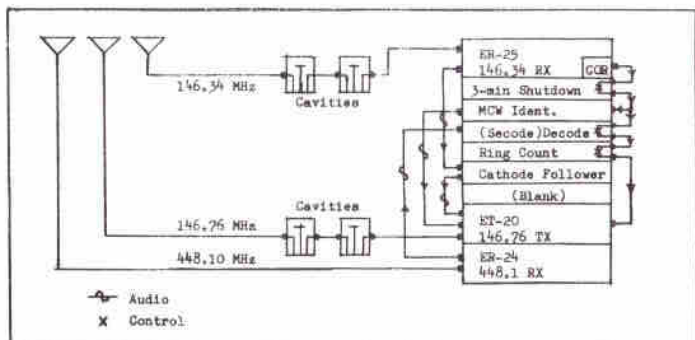 146.34 MHz
Cavities
ER-25
146.34 RX
COR
3-min Shutdown
MCW Ident.
(Secode)Decode
Ring Count
Cathode Follower
(Blank)
Cavities
146.76 MHz
448.10 MHz
ET-20
146.76 TX
ER-24
448.1 RX
Audio
Control